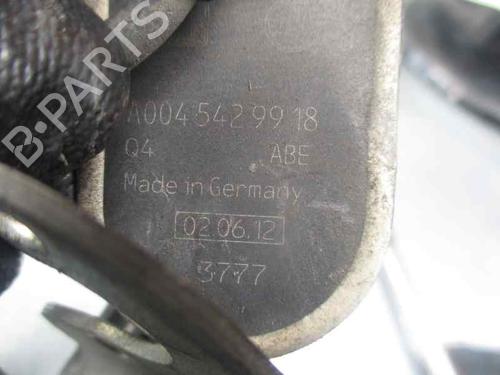 B-PARTS
A004 542 99 18
Q4 ABE
Made in Germany
02.06.12
3777